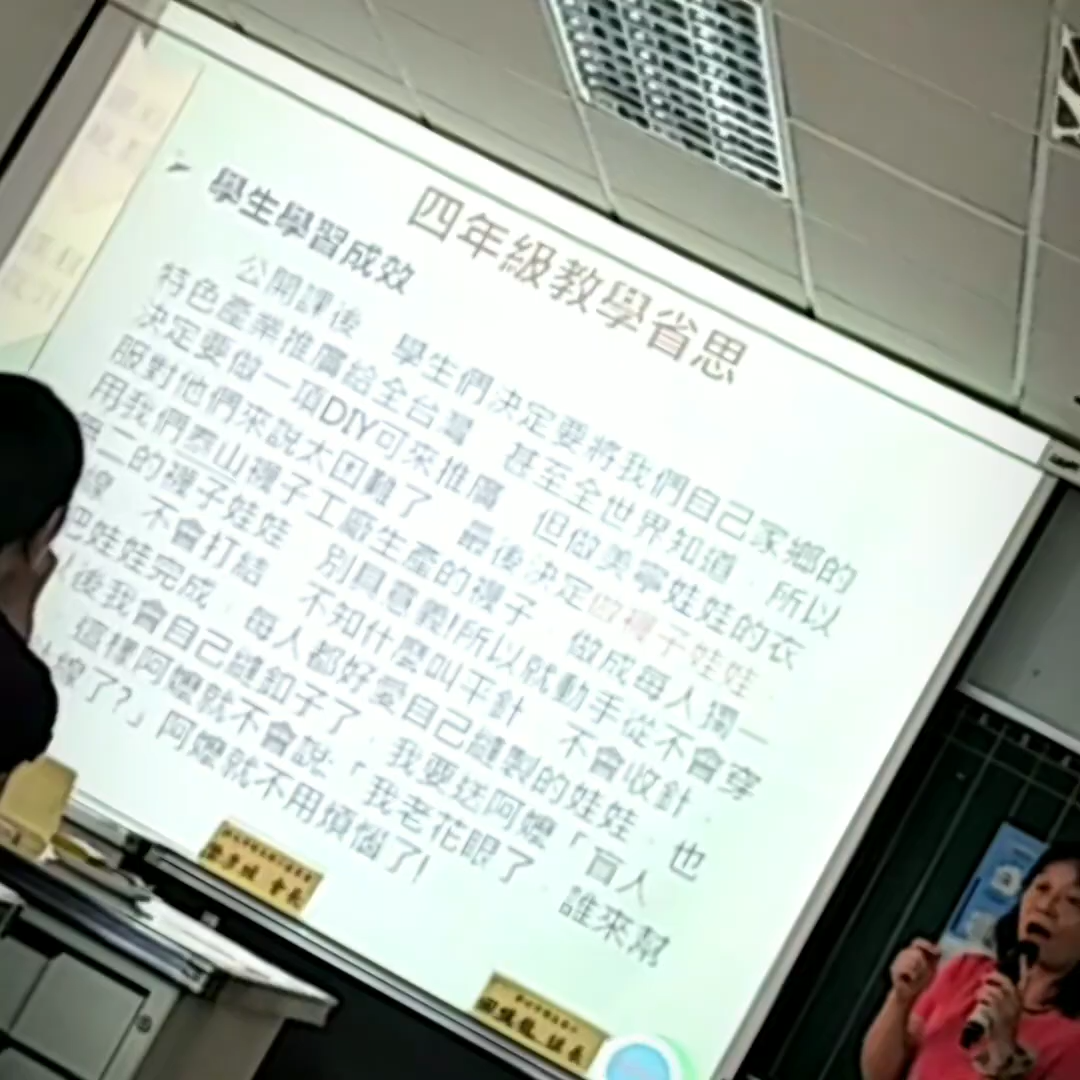 四年級教學省思
學生學習成效
公開課後,學生們決定要將我們自己家鄉的
特色產業推廣給全台灣,甚至全世界知道。所以
決定要做一項DIY可來推廣,但做美寧娃娃的衣
服對他們來說太困難了,最後決定做襪子娃娃。
用我們泰山襪子工廠生產的襪子,做成每人獨一
無二的襪子娃娃,別具意義!所以就動手從不會穿
線、不會打結、不知什麼叫平針、不會收針,
把娃娃完成。每人都好愛自己縫製的娃娃。也
後我會自己縫釦子了。我要送阿嬤「盲人
這樣阿嬤就不會說:「我老花眼了,誰來幫
線了?」阿嬤就不用煩惱了!
會長